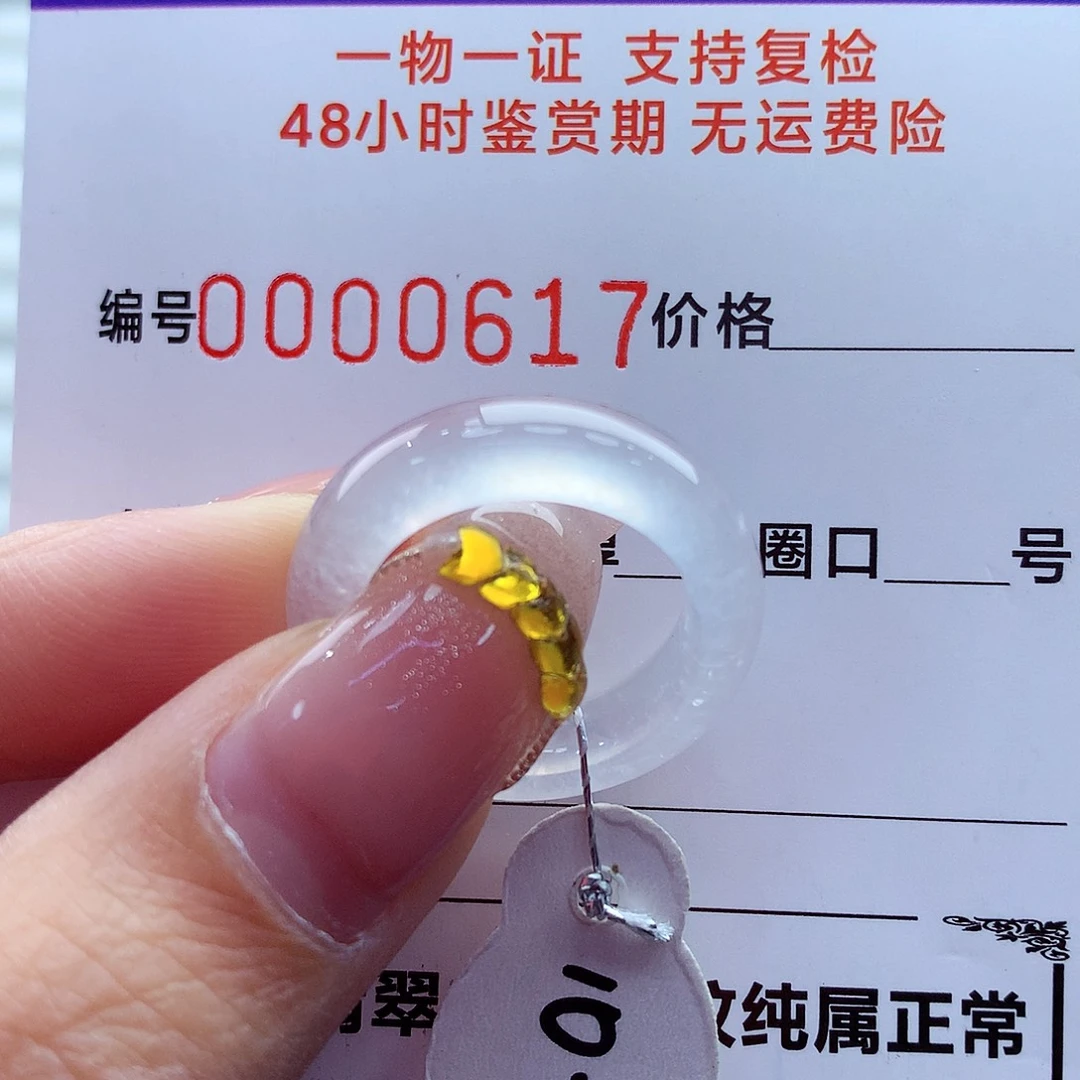 一物一证 支持复检
48小时鉴赏期 无运费险
编号0000617价格
圈口 号
翠 纹纯属正常